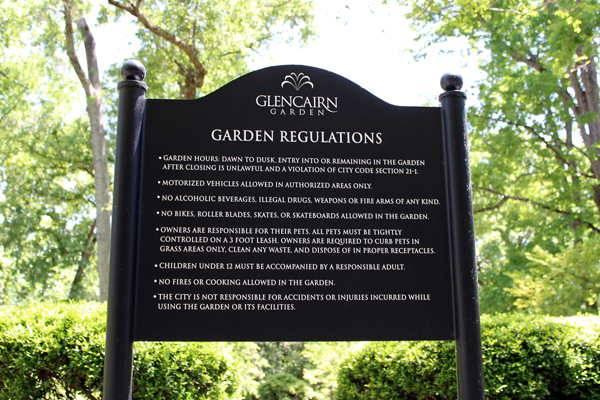 GLENCAIRN
GARDEN
GARDEN REGULATIONS
• GARDEN HOURS: DAWN TO DUSK, ENTRY INTO OR REMAINING IN THE GARDEN
AFTER CLOSING IS UNLAWFUL AND A VIOLATION OF CITY CODE SECTION 21-1.
• MOTORIZED VEHICLES ALLOWED IN AUTHORIZED AREAS ONLY.
• NO ALCOHOLIC BEVERAGES, ILLEGAL DRUGS, WEAPONS OR FIRE ARMS OF ANY KIND.
• NO BIKES, ROLLER BLADES, SKATES, OR SKATEBOARDS ALLOWED IN THE GARDEN.
• OWNERS ARE RESPONSIBLE FOR THEIR PETS. ALL PETS MUST BE TIGHTLY
CONTROLLED ON A 3 FOOT LEASH. OWNERS ARE REQUIRED TO CURB PETS IN
GRASS AREAS ONLY, CLEAN ANY WASTE, AND DISPOSE OF IN PROPER RECEPTACLES.
• CHILDREN UNDER 12 MUST BE ACCOMPANIED BY A RESPONSIBLE ADULT.
• NO FIRES OR COOKING ALLOWED IN THE GARDEN.
• THE CITY IS NOT RESPONSIBLE FOR ACCIDENTS OR INJURIES INCURRED WHILE
USING THE GARDEN OR ITS FACILITIES.